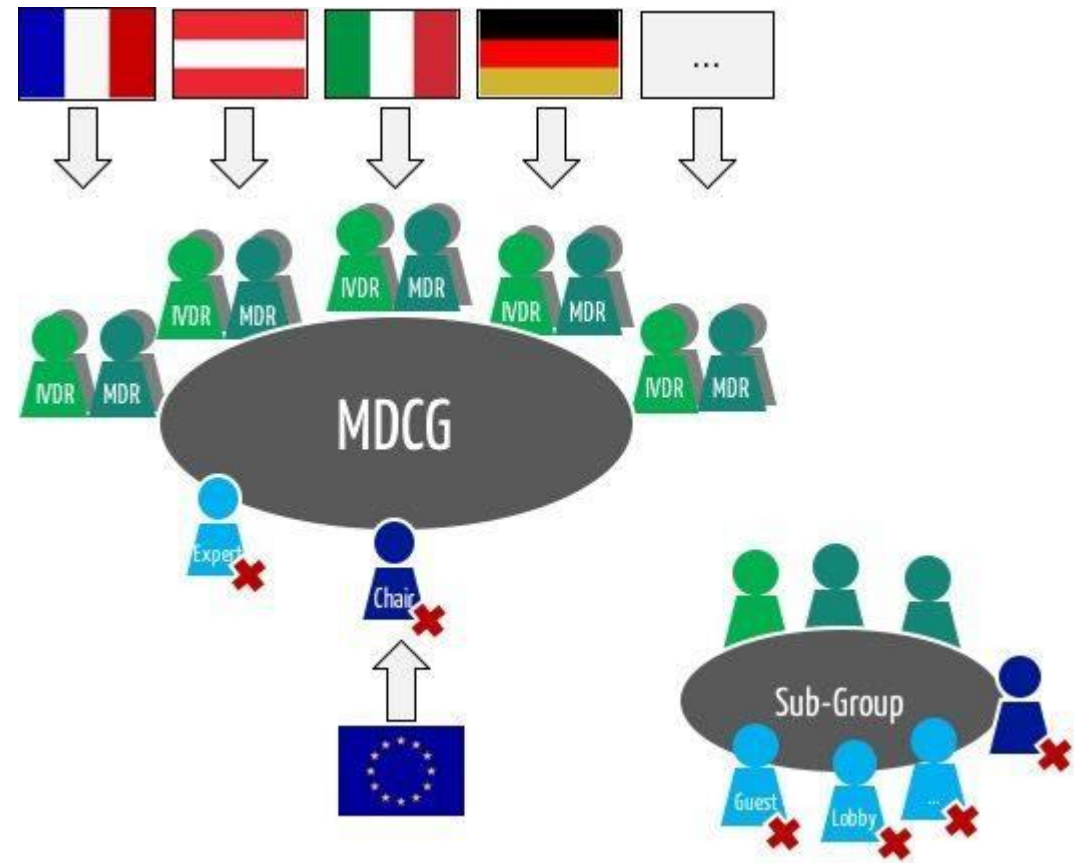 ...
IVDR MDR
IVDR MDR
IVDR MDR
IVDR MDR
IVDR MDR
MDCG
Expert
Chair
Sub-Group
Guest
Lobby
...